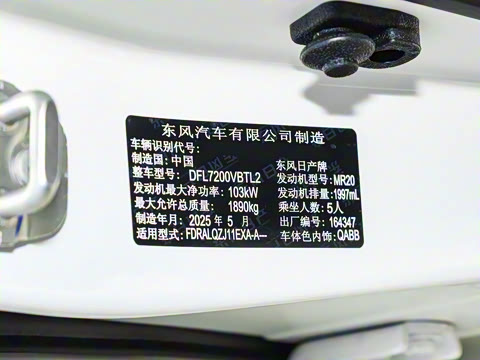 东风汽车有限公司制造
车辆识别代号:
制造国: 中国 东风日产牌
整车型号: DFL7200VBTL2 发动机型号: MR20
发动机最大净功率: 103kW 发动机排量: 1997mL
最大允许总质量: 1890kg 乘坐人数: 5人
制造年月: 2025 年 5 月 出厂编号: 164347
适用型式: FDRALQZJ11EXA-A— 车体色内饰: QABB